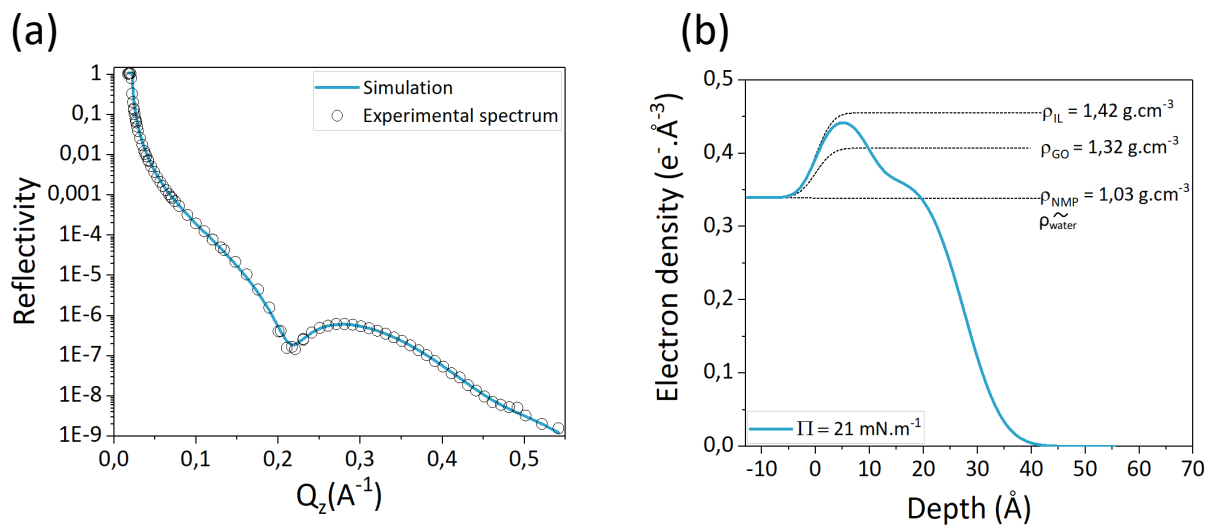 (a)
Reflectivity
1
0,1
0,01
0,001
1E-4
1E-5
1E-6
1E-7
1E-8
1E-9
Simulation
Experimental spectrum
0,0 0,1 0,2 0,3 0,4 0,5
Qz(A-1)
(b)
Electron density (e-.Å-3)
0,5
0,4
0,3
0,2
0,1
0,0
ρIL = 1,42 g.cm-3
ρGO = 1,32 g.cm-3
ρNMP = 1,03 g.cm-3
~
ρwater
Π = 21 mN.m-1
-10 0 10 20 30 40 50 60 70
Depth (Å)